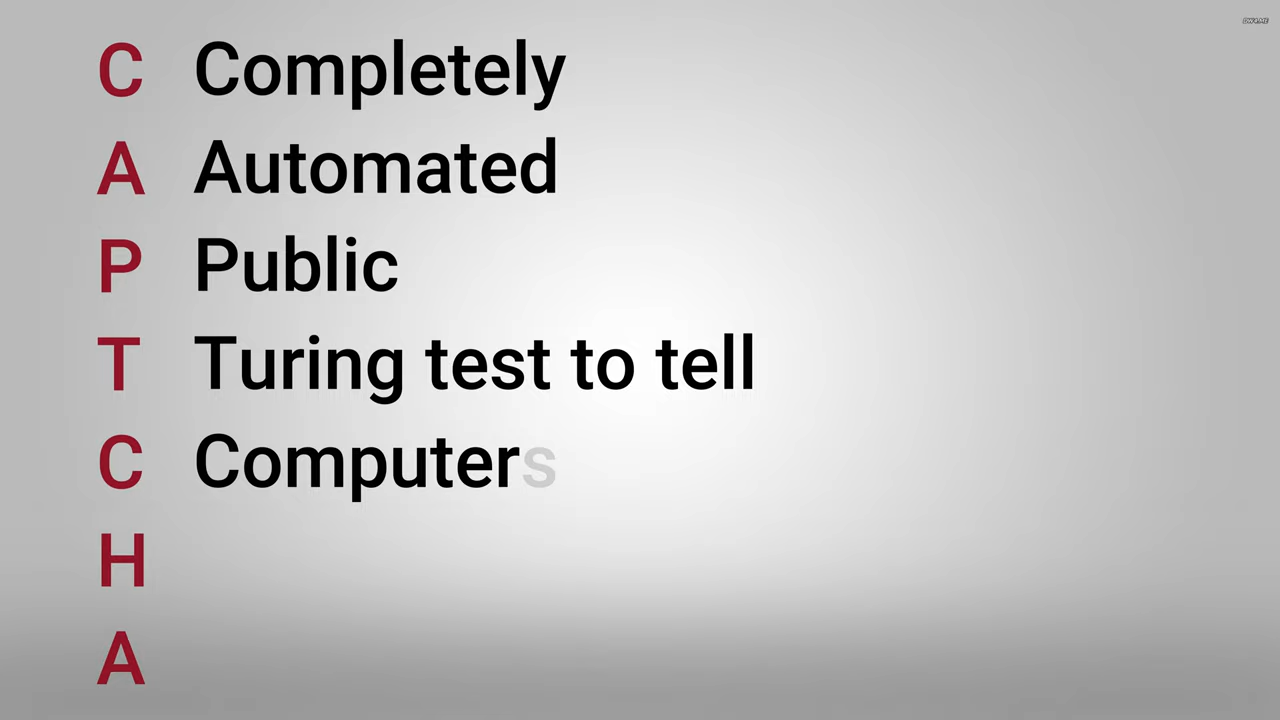 C Completely
A Automated
P Public
T Turing test to tell
C Computers
H
A